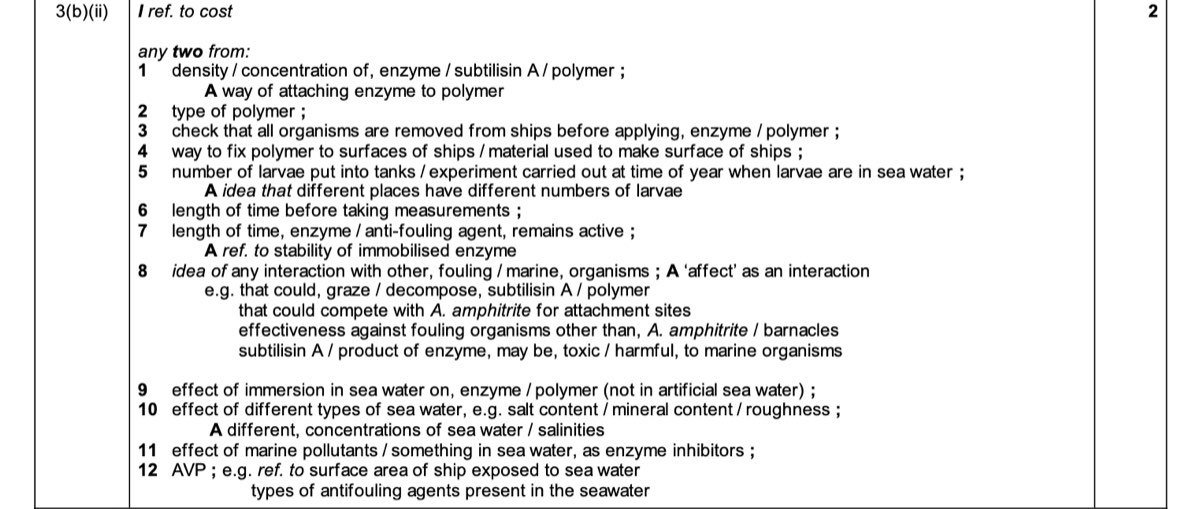 3(b)(ii) I ref. to cost 2
any two from:
1 density / concentration of, enzyme / subtilisin A / polymer ;
A way of attaching enzyme to polymer
2 type of polymer ;
3 check that all organisms are removed from ships before applying, enzyme / polymer ;
4 way to fix polymer to surfaces of ships / material used to make surface of ships ;
5 number of larvae put into tanks / experiment carried out at time of year when larvae are in sea water ;
A idea that different places have different numbers of larvae
6 length of time before taking measurements ;
7 length of time, enzyme / anti-fouling agent, remains active ;
A ref. to stability of immobilised enzyme
8 idea of any interaction with other, fouling / marine, organisms ; A ‘affect’ as an interaction
e.g. that could, graze / decompose, subtilisin A / polymer
that could compete with A. amphitrite for attachment sites
effectiveness against fouling organisms other than, A. amphitrite / barnacles
subtilisin A / product of enzyme, may be, toxic / harmful, to marine organisms
9 effect of immersion in sea water on, enzyme / polymer (not in artificial sea water) ;
10 effect of different types of sea water, e.g. salt content / mineral content / roughness ;
A different, concentrations of sea water / salinities
11 effect of marine pollutants / something in sea water, as enzyme inhibitors ;
12 AVP ; e.g. ref. to surface area of ship exposed to sea water
types of antifouling agents present in the seawater